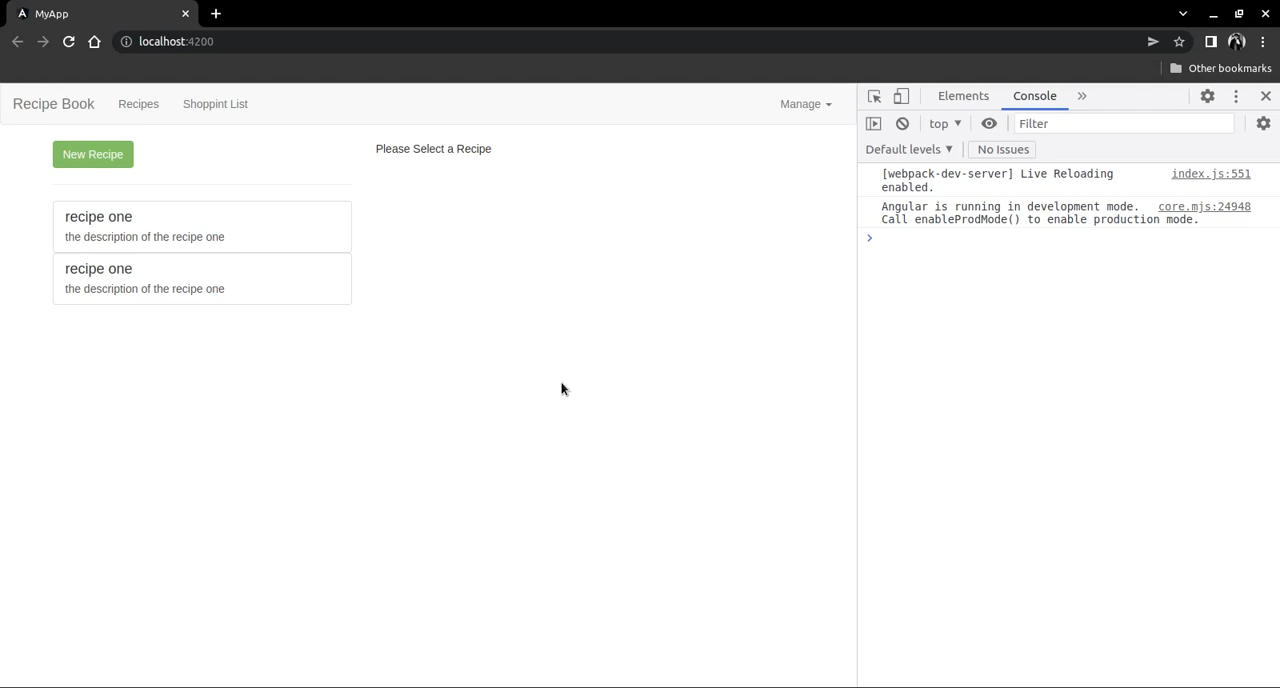 MyApp
localhost:4200
Other bookmarks
Recipe Book Recipes Shoppint List Manage
New Recipe
Please Select a Recipe
recipe one
the description of the recipe one
recipe one
the description of the recipe one
Elements Console
top Filter
Default levels No Issues
[webpack-dev-server] Live Reloading index.js:551
enabled.
Angular is running in development mode. core.mjs:24948
Call enableProdMode() to enable production mode.